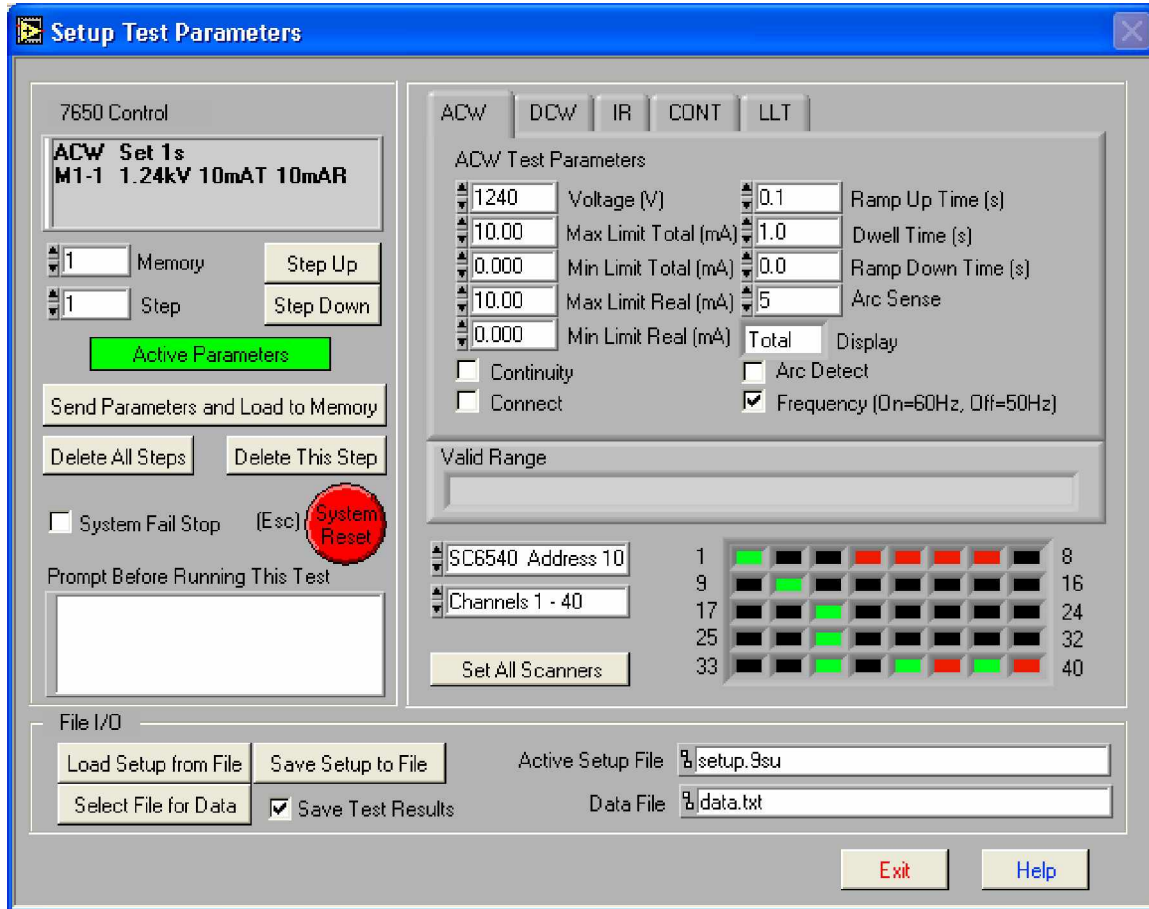 Setup Test Parameters
7650 Control
ACW Set 1s
M1-1 1.24kV 10mAT 10mAR
1 Memory Step Up
1 Step Step Down
Active Parameters
Send Parameters and Load to Memory
Delete All Steps Delete This Step
System Fail Stop (Esc) System Reset
Prompt Before Running This Test
ACW DCW IR CONT LLT
ACW Test Parameters
1240 Voltage (V) 0.1 Ramp Up Time (s)
10.00 Max Limit Total (mA) 1.0 Dwell Time (s)
0.000 Min Limit Total (mA) 0.0 Ramp Down Time (s)
10.00 Max Limit Real (mA) 5 Arc Sense
0.000 Min Limit Real (mA) Total Display
Continuity Arc Detect
Connect Frequency (On=60Hz, Off=50Hz)
Valid Range
SC6540 Address 10
Channels 1 - 40
Set All Scanners
1 8
9 16
17 24
25 32
33 40
File I/O
Load Setup from File Save Setup to File Active Setup File setup.9su
Select File for Data Save Test Results Data File data.txt
Exit Help